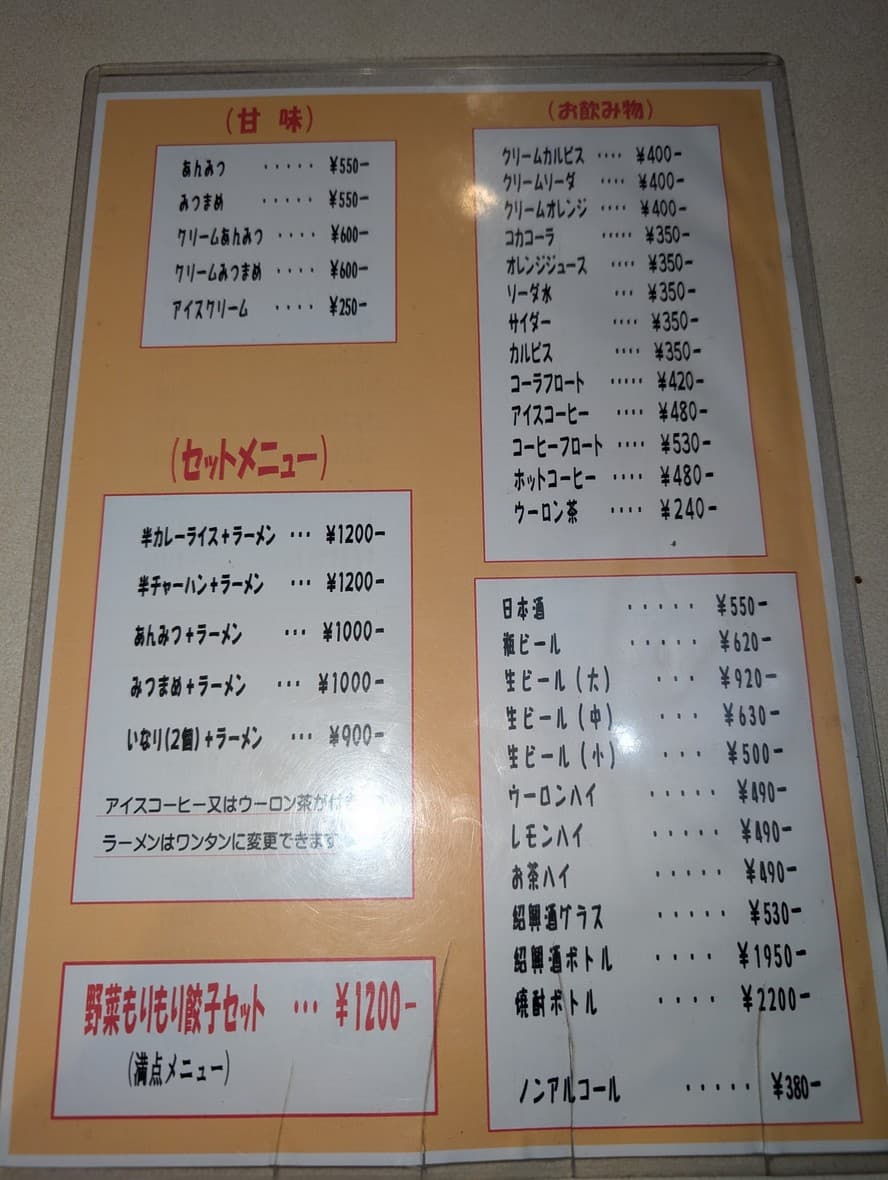 (甘 味)
あんみつ ..... ¥550-
みつまめ ..... ¥550-
クリームあんみつ .... ¥600-
クリームみつまめ .... ¥600-
アイスクリーム .... ¥250-
(セットメニュー)
半カレーライス+ラーメン ... ¥1200-
半チャーハン+ラーメン ... ¥1200-
あんみつ+ラーメン ... ¥1000-
みつまめ+ラーメン ... ¥1000-
いなり(2個)+ラーメン ... ¥900-
アイスコーヒー又はウーロン茶が付
ラーメンはワンタンに変更できます
野菜もりもり餃子セット ... ¥1200-
(満点メニュー)
(お飲み物)
クリームカルピス .... ¥400-
クリームソーダ .... ¥400-
クリームオレンジ .... ¥400-
コカコーラ ..... ¥350-
オレンジジュース .... ¥350-
ソーダ水 ... ¥350-
サイダー .... ¥350-
カルピス .... ¥350-
コーラフロート ..... ¥420-
アイスコーヒー .... ¥480-
コーヒーフロート .... ¥530-
ホットコーヒー .... ¥480-
ウーロン茶 .... ¥240-
日本酒 ..... ¥550-
瓶ビール ..... ¥620-
生ビール(大) ... ¥920-
生ビール(中) ... ¥630-
生ビール(小) ... ¥500-
ウーロンハイ ..... ¥490-
レモンハイ ..... ¥490-
お茶ハイ ..... ¥490-
紹興酒グラス ..... ¥530-
紹興酒ボトル .... ¥1950-
焼酎ボトル .... ¥2200-
ノンアルコール ..... ¥380-